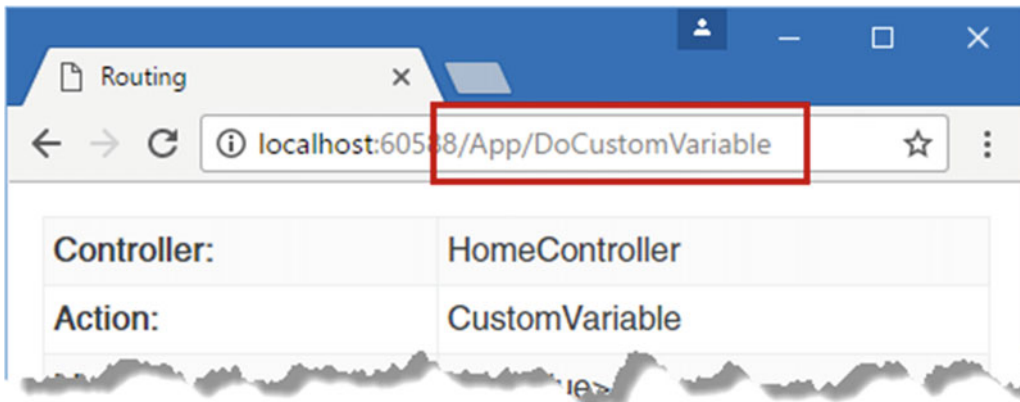 Routing
localhost:60588/App/DoCustomVariable
Controller: HomeController
Action: CustomVariable